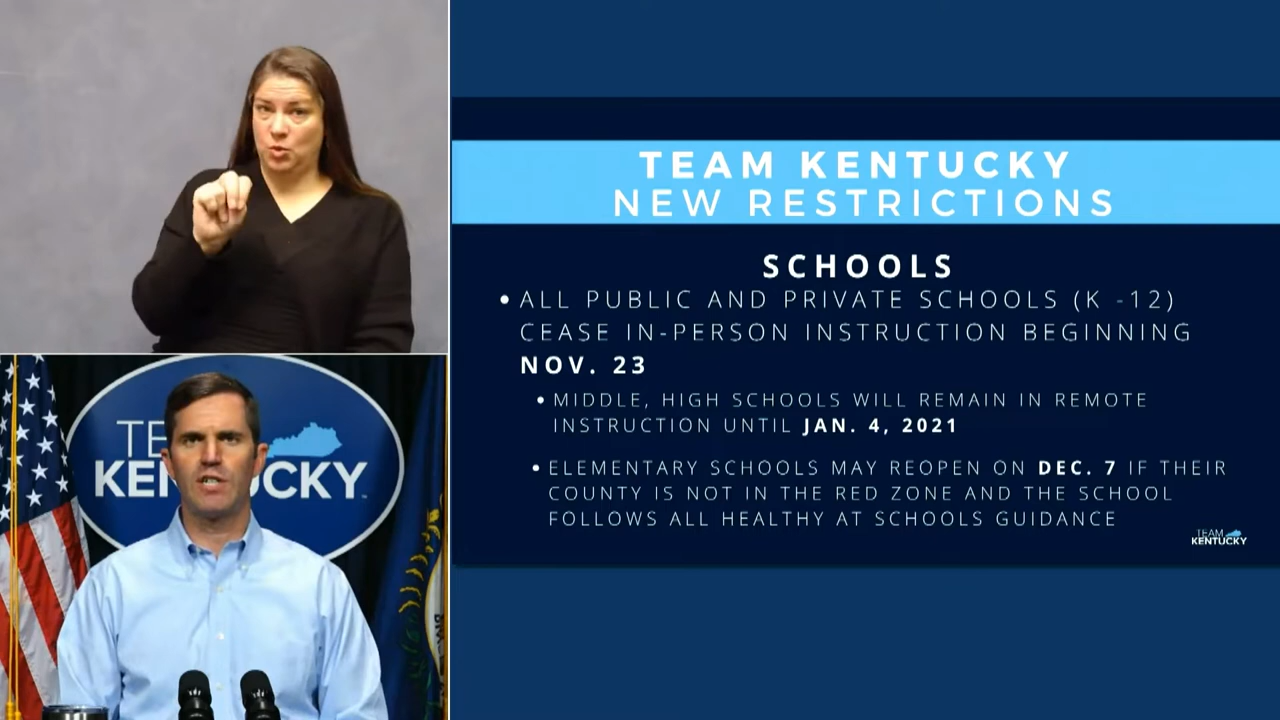 TEAM KENTUCKY
NEW RESTRICTIONS
SCHOOLS
• ALL PUBLIC AND PRIVATE SCHOOLS (K -12)
CEASE IN-PERSON INSTRUCTION BEGINNING
NOV. 23
• MIDDLE, HIGH SCHOOLS WILL REMAIN IN REMOTE
INSTRUCTION UNTIL JAN. 4, 2021
• ELEMENTARY SCHOOLS MAY REOPEN ON DEC. 7 IF THEIR
COUNTY IS NOT IN THE RED ZONE AND THE SCHOOL
FOLLOWS ALL HEALTHY AT SCHOOLS GUIDANCE
TEAM
KENTUCKY